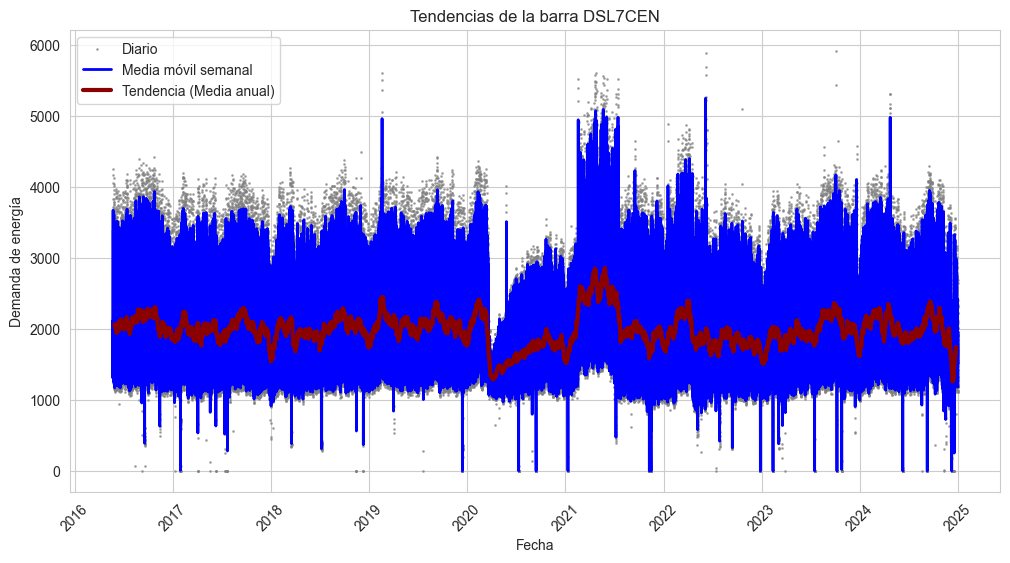 Tendencias de la barra DSL7CEN
Diario
Media móvil semanal
Tendencia (Media anual)
Demanda de energía
6000
5000
4000
3000
2000
1000
0
2016
2017
2018
2019
2020
2021
2022
2023
2024
2025
Fecha